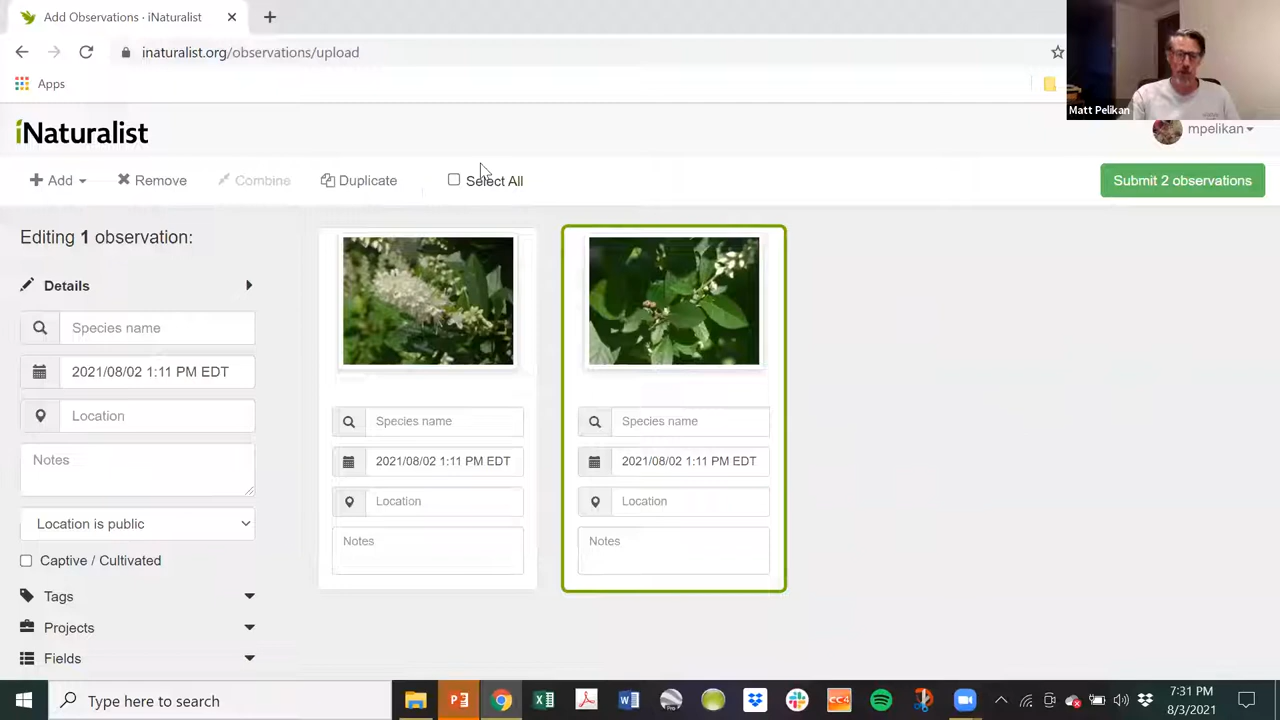 Add Observations · iNaturalist
inaturalist.org/observations/upload
Apps
Matt Pelikan
iNaturalist
mpelikan
Add
Remove
Combine
Duplicate
Select All
Submit 2 observations
Editing 1 observation:
Details
Species name
2021/08/02 1:11 PM EDT
Location
Notes
Location is public
Captive / Cultivated
Tags
Projects
Fields
Species name
2021/08/02 1:11 PM EDT
Location
Notes
Species name
2021/08/02 1:11 PM EDT
Location
Notes
Type here to search
CC4
7:31 PM
8/3/2021